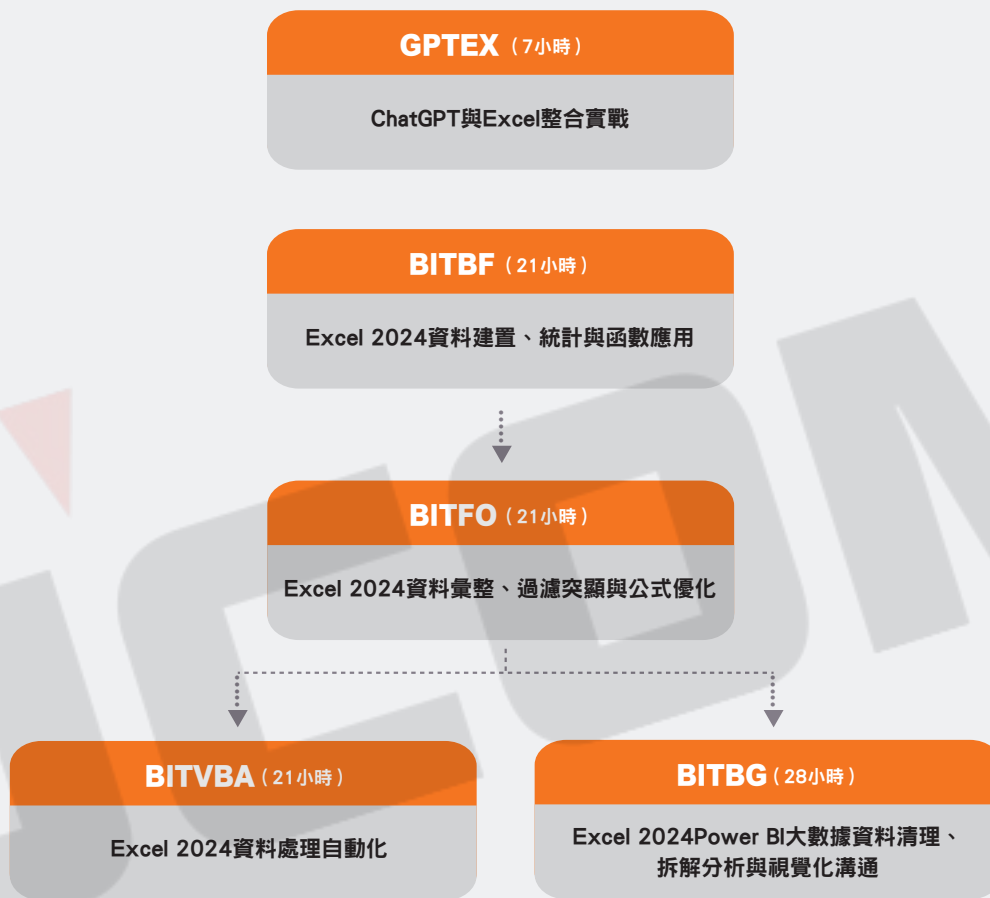 GPTEX（7小時）
ChatGPT與Excel整合實戰
BITBF（21小時）
Excel 2024資料建置、統計與函數應用
BITFO（21小時）
Excel 2024資料彙整、過濾突顯與公式優化
BITVBA（21小時）
Excel 2024資料處理自動化
BITBG（28小時）
Excel 2024Power BI大數據資料清理、
拆解分析與視覺化溝通